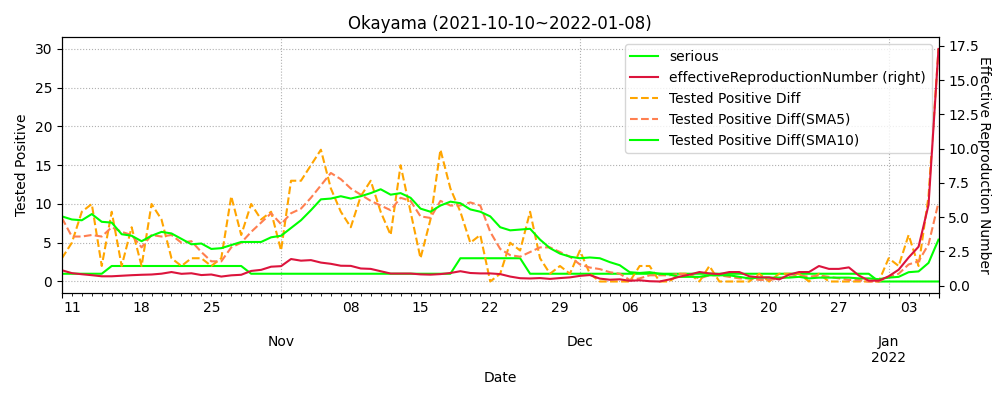 Okayama (2021-10-10~2022-01-08)
serious
effectiveReproductionNumber (right)
Tested Positive Diff
Tested Positive Diff(SMA5)
Tested Positive Diff(SMA10)
Tested Positive
30
25
20
15
10
5
0
17.5
15.0
12.5
10.0
7.5
5.0
2.5
0.0
Effective Reproduction Number
11 18 25 08 15 22 29 06 13 20 27 03
Nov Dec Jan
2022
Date